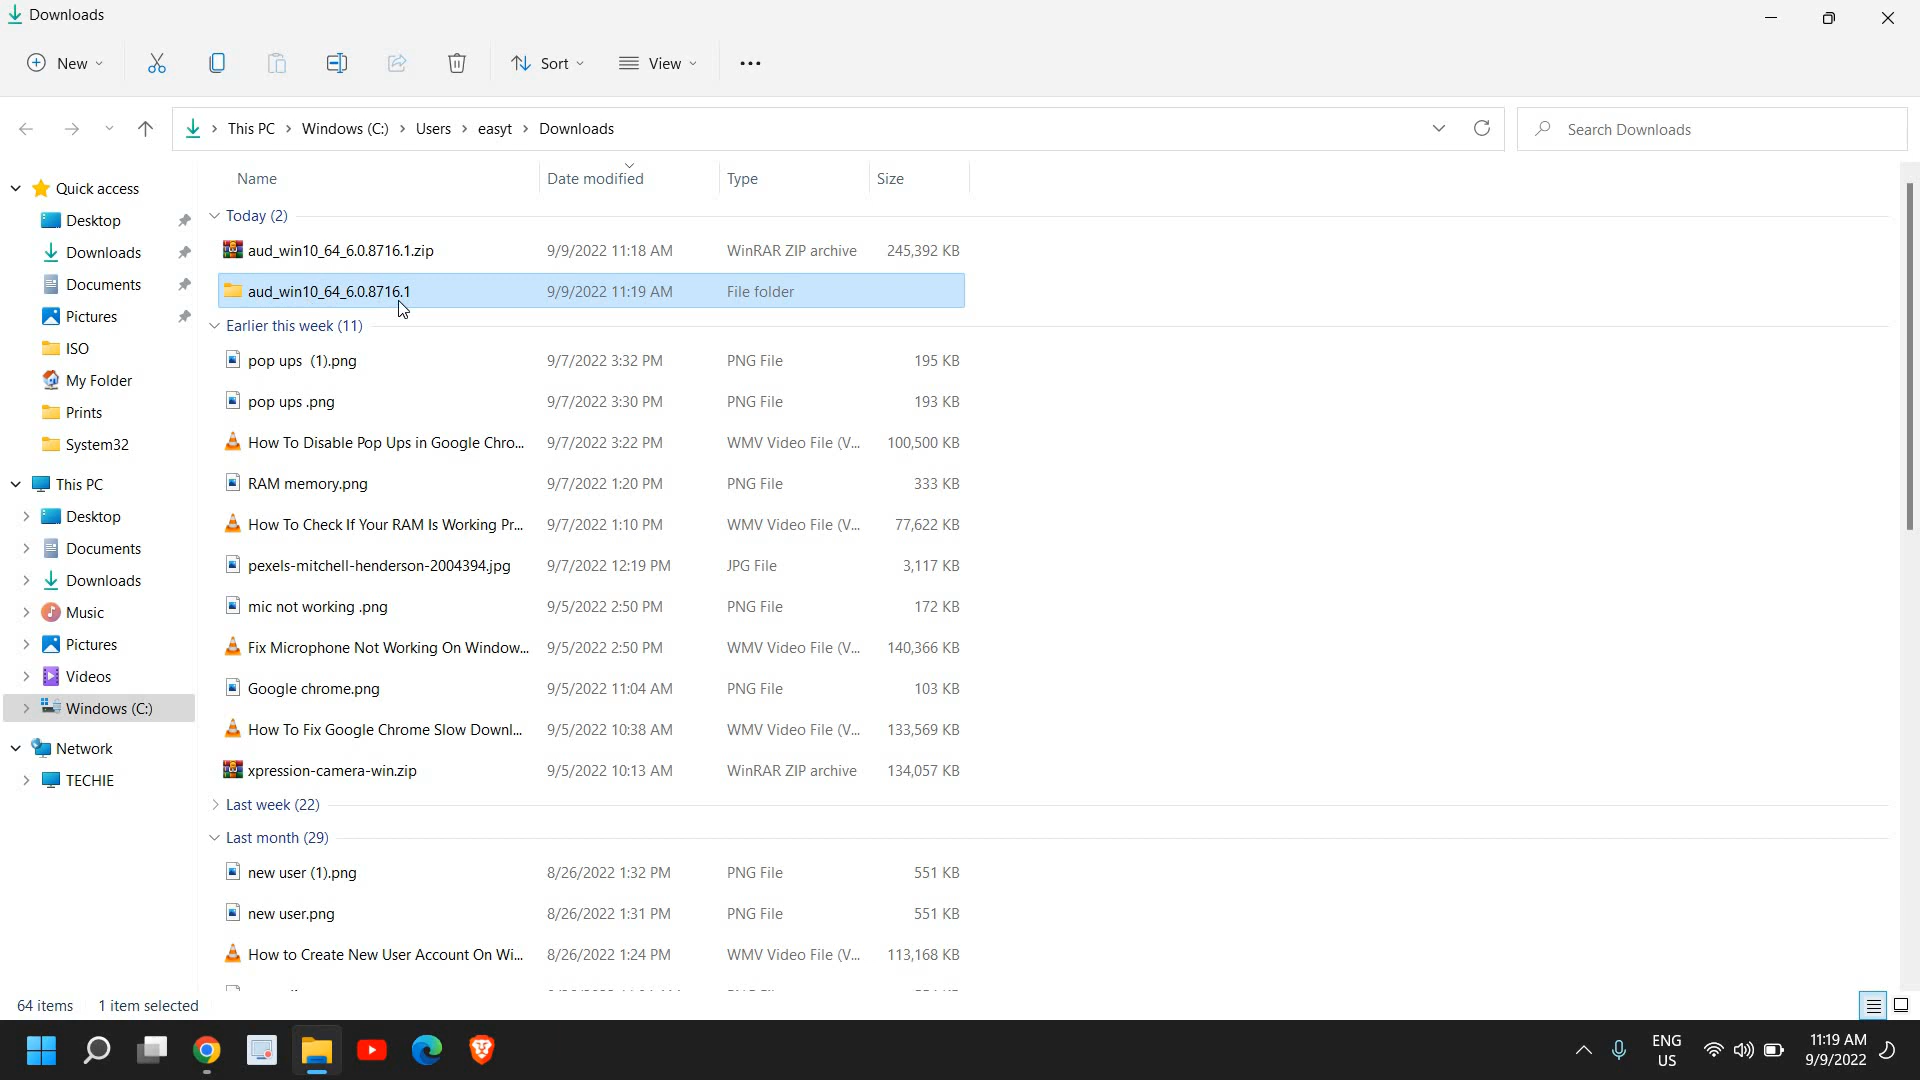 Downloads
New
Sort
View
This PC > Windows (C:) > Users > easyt > Downloads
Search Downloads
Name Date modified Type Size
Quick access
Desktop
Downloads
Documents
Pictures
ISO
My Folder
Prints
System32
This PC
Desktop
Documents
Downloads
Music
Pictures
Videos
Windows (C:)
Network
TECHIE
Today (2)
aud_win10_64_6.0.8716.1.zip 9/9/2022 11:18 AM WinRAR ZIP archive 245,392 KB
aud_win10_64_6.0.8716.1 9/9/2022 11:19 AM File folder
Earlier this week (11)
pop ups (1).png 9/7/2022 3:32 PM PNG File 195 KB
pop ups .png 9/7/2022 3:30 PM PNG File 193 KB
How To Disable Pop Ups in Google Chro... 9/7/2022 3:22 PM WMV Video File (V... 100,500 KB
RAM memory.png 9/7/2022 1:20 PM PNG File 333 KB
How To Check If Your RAM Is Working Pr... 9/7/2022 1:10 PM WMV Video File (V... 77,622 KB
pexels-mitchell-henderson-2004394.jpg 9/7/2022 12:19 PM JPG File 3,117 KB
mic not working .png 9/5/2022 2:50 PM PNG File 172 KB
Fix Microphone Not Working On Window... 9/5/2022 2:50 PM WMV Video File (V... 140,366 KB
Google chrome.png 9/5/2022 11:04 AM PNG File 103 KB
How To Fix Google Chrome Slow Downl... 9/5/2022 10:38 AM WMV Video File (V... 133,569 KB
xpression-camera-win.zip 9/5/2022 10:13 AM WinRAR ZIP archive 134,057 KB
Last week (22)
Last month (29)
new user (1).png 8/26/2022 1:32 PM PNG File 551 KB
new user.png 8/26/2022 1:31 PM PNG File 551 KB
How to Create New User Account On Wi... 8/26/2022 1:24 PM WMV Video File (V... 113,168 KB
64 items 1 item selected
ENG
US
11:19 AM
9/9/2022